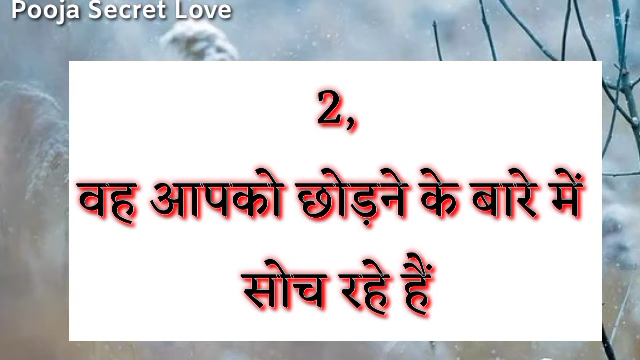 Pooja Secret Love
2,
वह आपको छोड़ने के बारे में
सोच रहे हैं